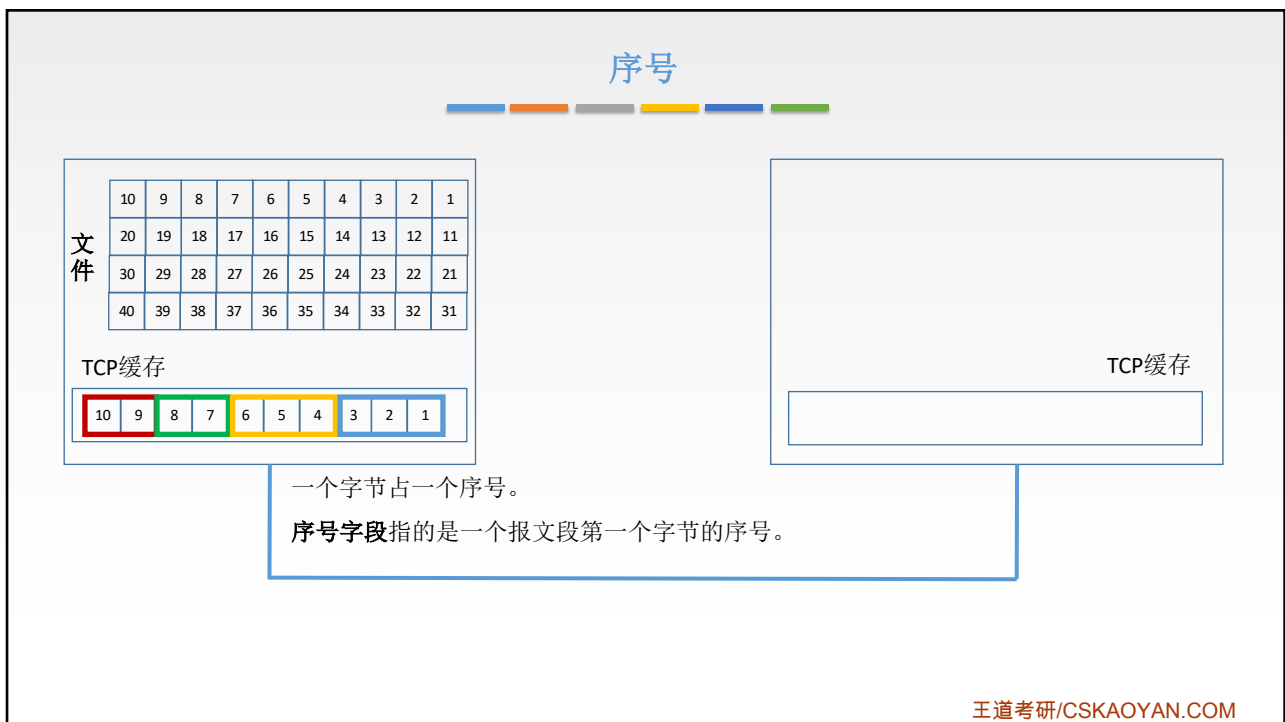 序号
10 9 8 7 6 5 4 3 2 1
20 19 18 17 16 15 14 13 12 11
30 29 28 27 26 25 24 23 22 21
40 39 38 37 36 35 34 33 32 31
文件
TCP缓存
10 9 8 7 6 5 4 3 2 1
TCP缓存
一个字节占一个序号。
序号字段指的是一个报文段第一个字节的序号。
王道考研/CSKAOYAN.COM